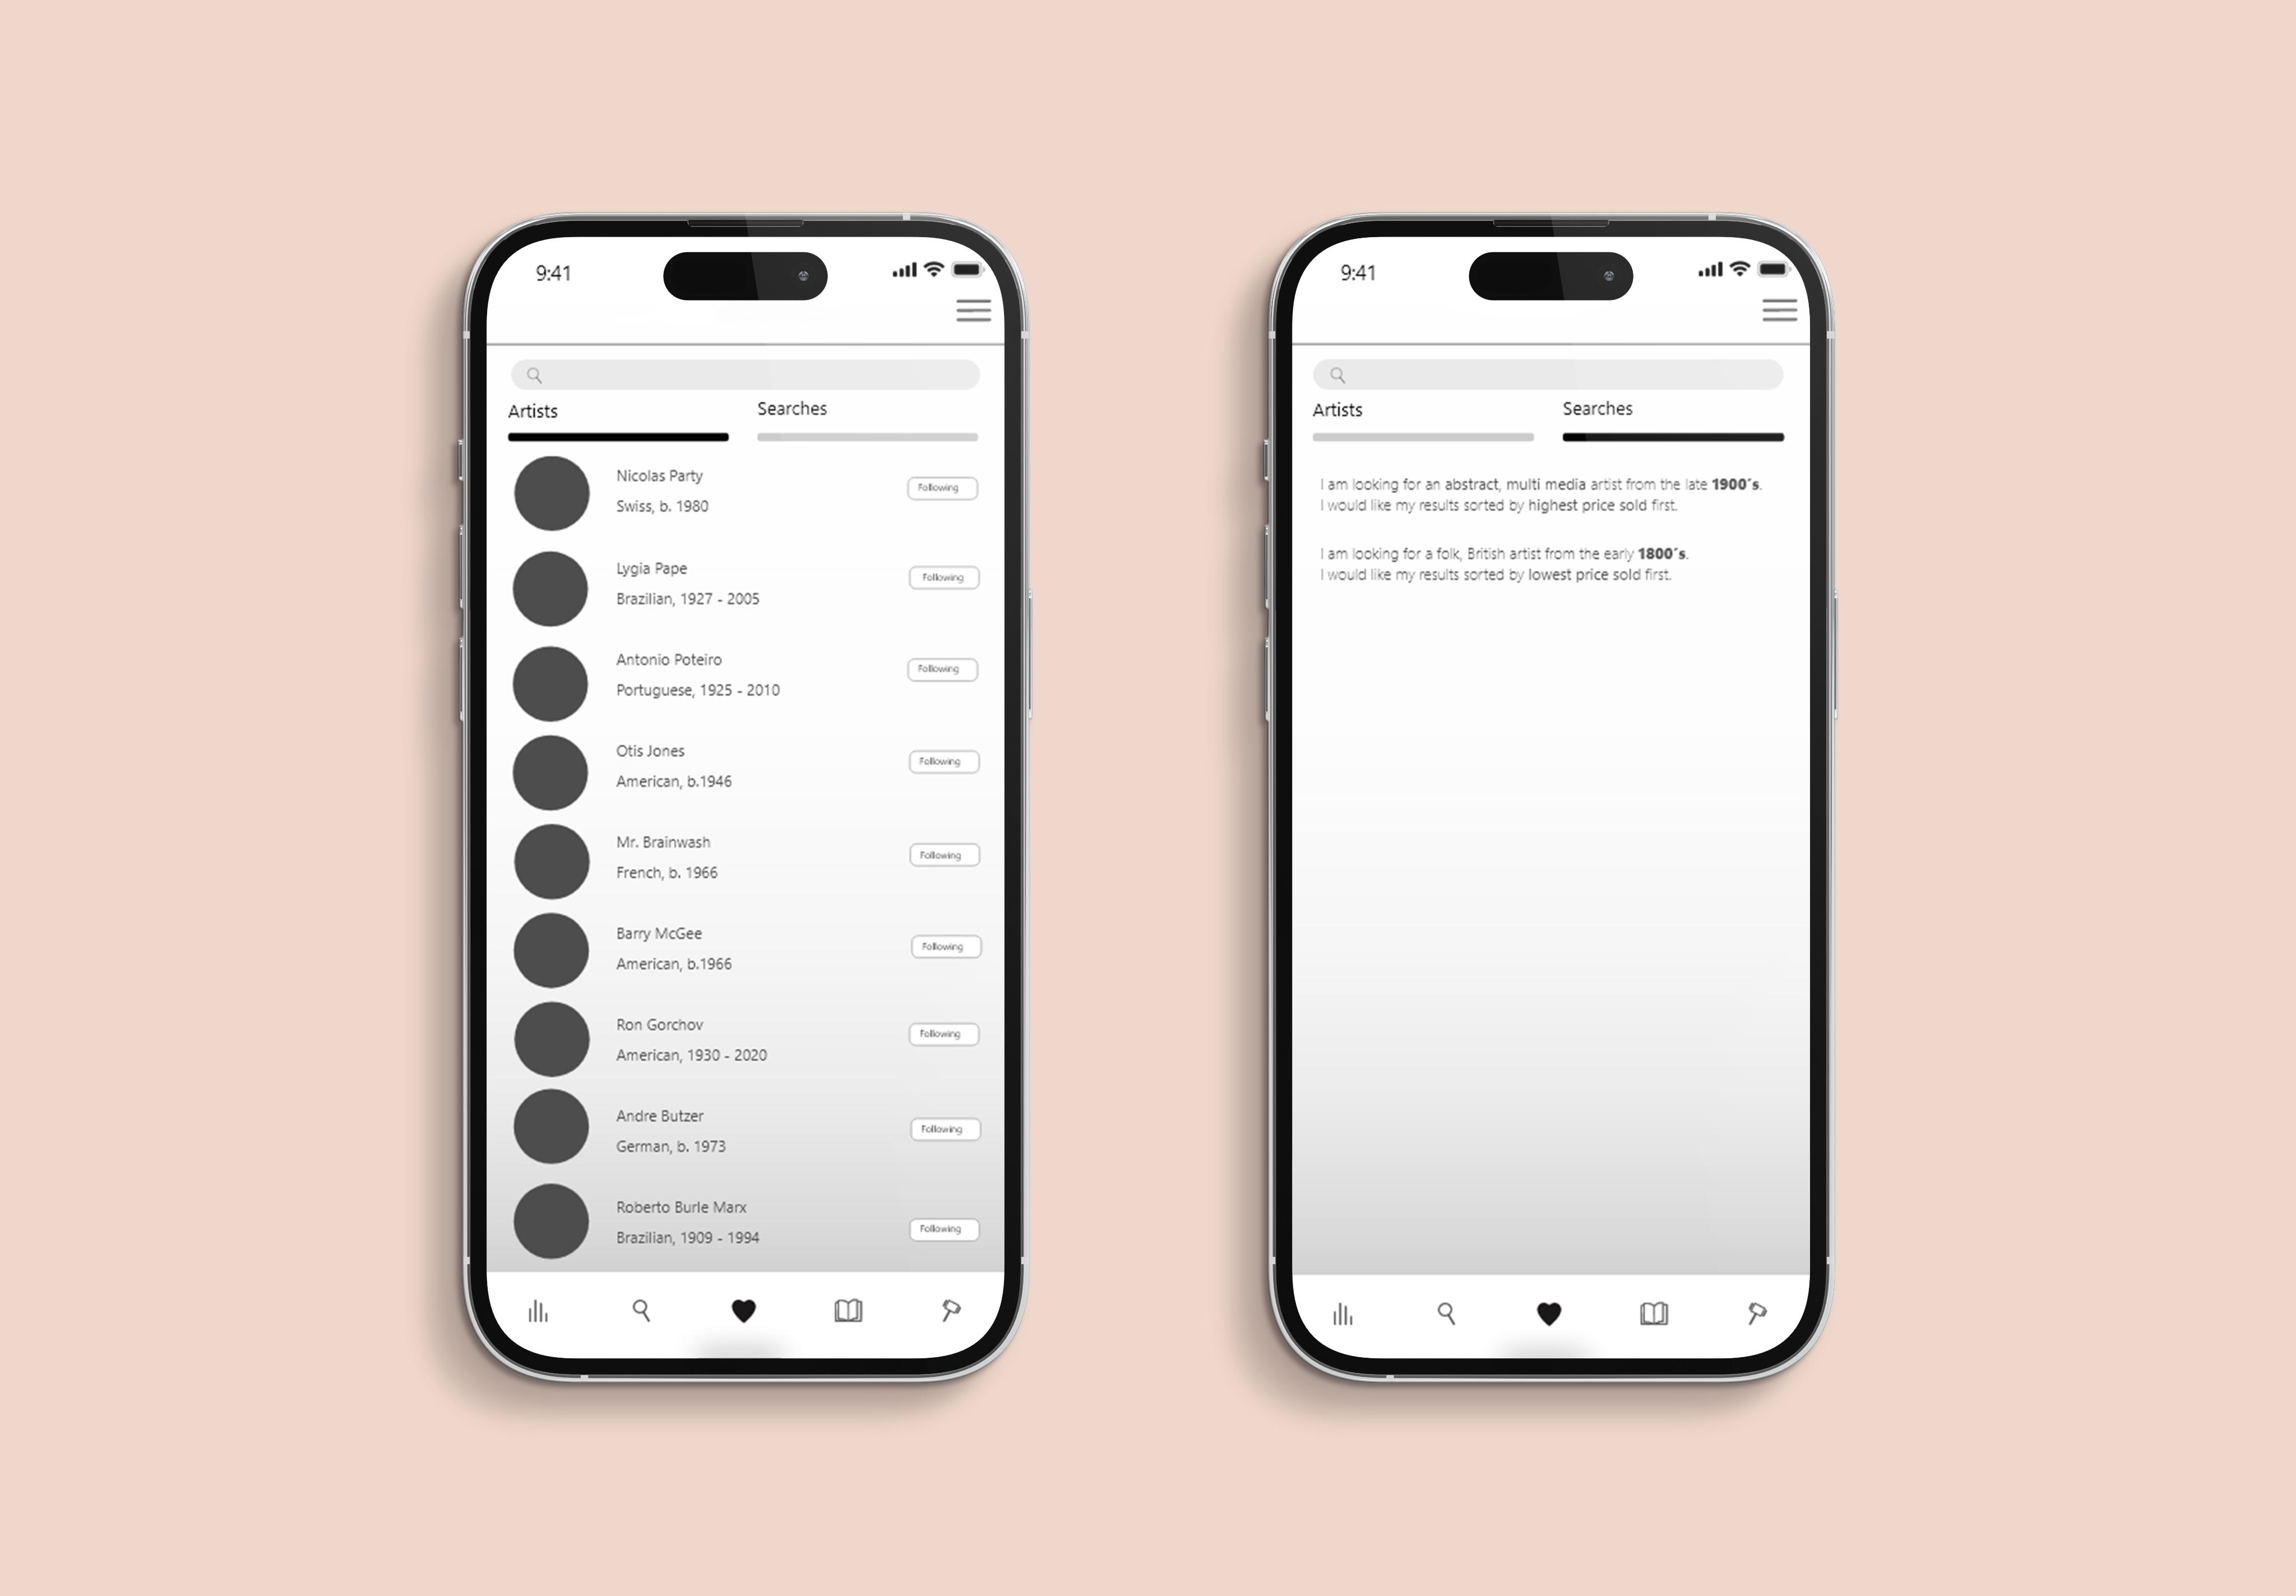 9:41
Artists
Searches
Nicolas Party
Swiss, b. 1980
Following
Lygia Pape
Brazilian, 1927 - 2005
Following
Antonio Poteiro
Portuguese, 1925 - 2010
Following
Otis Jones
American, b.1946
Following
Mr. Brainwash
French, b. 1966
Following
Barry McGee
American, b.1966
Following
Ron Gorchov
American, 1930 - 2020
Following
Andre Butzer
German, b. 1973
Following
Roberto Burle Marx
Brazilian, 1909 - 1994
Following
9:41
Artists
Searches
I am looking for an abstract, multi media artist from the late 1900´s.
I would like my results sorted by highest price sold first.
I am looking for a folk, British artist from the early 1800´s.
I would like my results sorted by lowest price sold first.